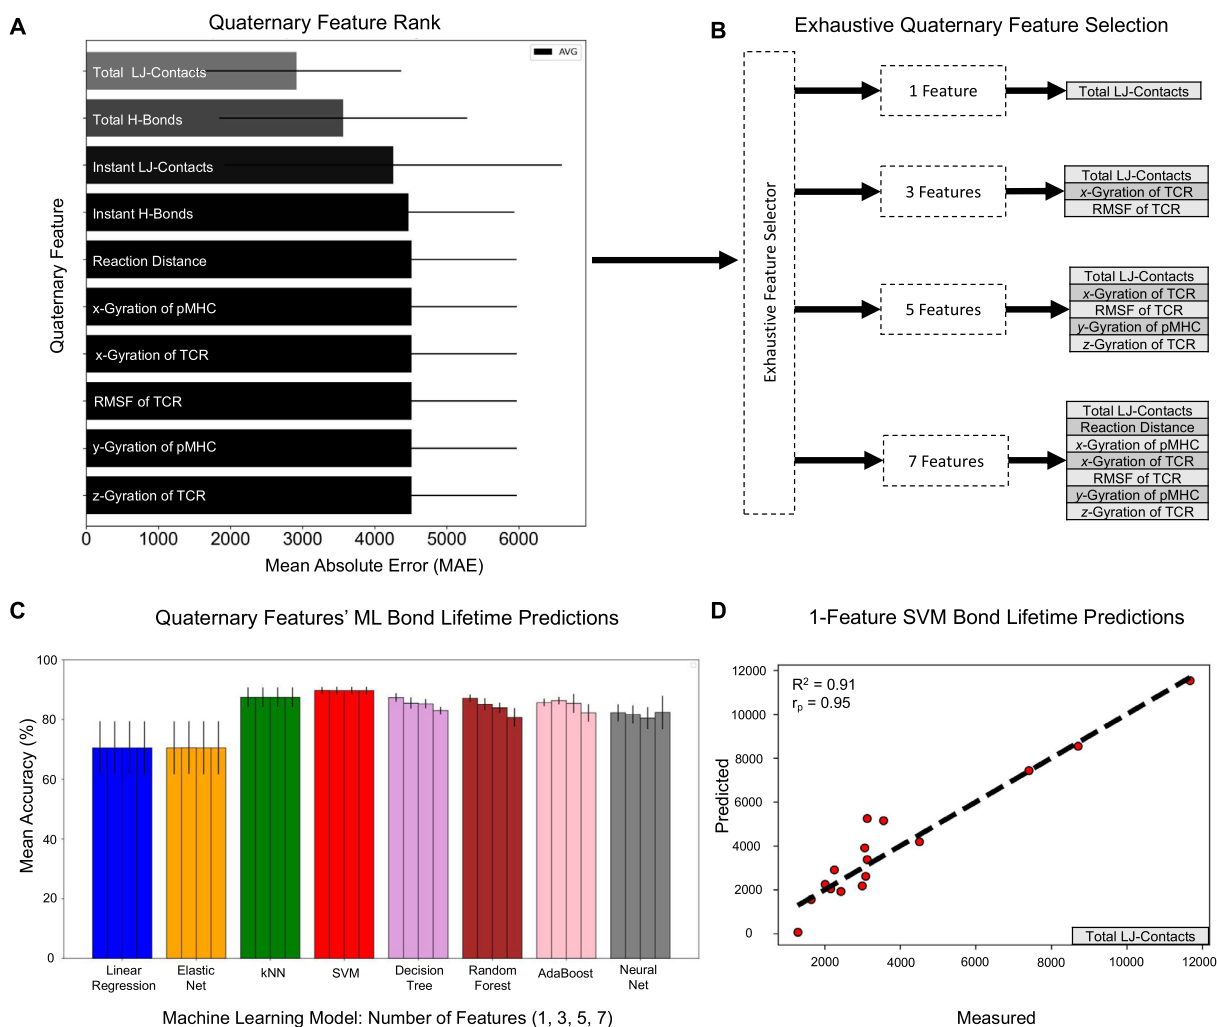 A
Quaternary Feature Rank
AVG
Quaternary Feature
Total LJ-Contacts
Total H-Bonds
Instant LJ-Contacts
Instant H-Bonds
Reaction Distance
x-Gyration of pMHC
x-Gyration of TCR
RMSF of TCR
y-Gyration of pMHC
z-Gyration of TCR
0 1000 2000 3000 4000 5000 6000
Mean Absolute Error (MAE)
B
Exhaustive Quaternary Feature Selection
Exhaustive Feature Selector
1 Feature
Total LJ-Contacts
3 Features
Total LJ-Contacts
x-Gyration of TCR
RMSF of TCR
5 Features
Total LJ-Contacts
x-Gyration of TCR
RMSF of TCR
y-Gyration of pMHC
z-Gyration of TCR
7 Features
Total LJ-Contacts
Reaction Distance
x-Gyration of pMHC
x-Gyration of TCR
RMSF of TCR
y-Gyration of pMHC
z-Gyration of TCR
C
Quaternary Features' ML Bond Lifetime Predictions
Mean Accuracy (%)
100
80
60
40
20
0
Linear
Regression
Elastic
Net
kNN
SVM
Decision
Tree
Random
Forest
AdaBoost
Neural
Net
Machine Learning Model: Number of Features (1, 3, 5, 7)
D
1-Feature SVM Bond Lifetime Predictions
R² = 0.91
rₚ = 0.95
Predicted
12000
10000
8000
6000
4000
2000
0
Total LJ-Contacts
2000 4000 6000 8000 10000 12000
Measured